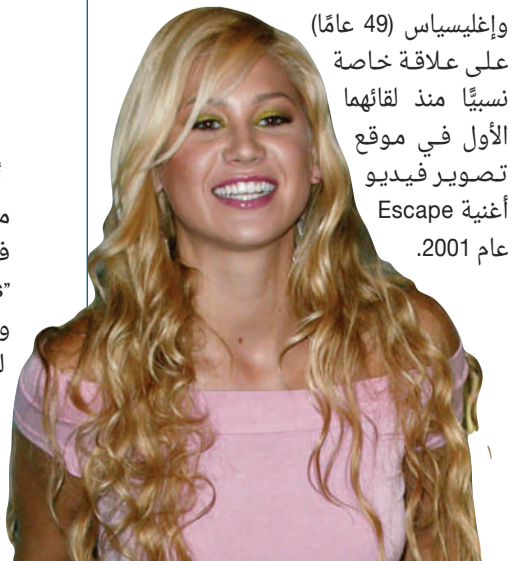 وإغليسياس (49 عامًا)
على علاقة خاصة
نسبيًّا منذ لقائهما
الأول في موقع
تصوير فيديو
أغنية Escape
عام 2001.